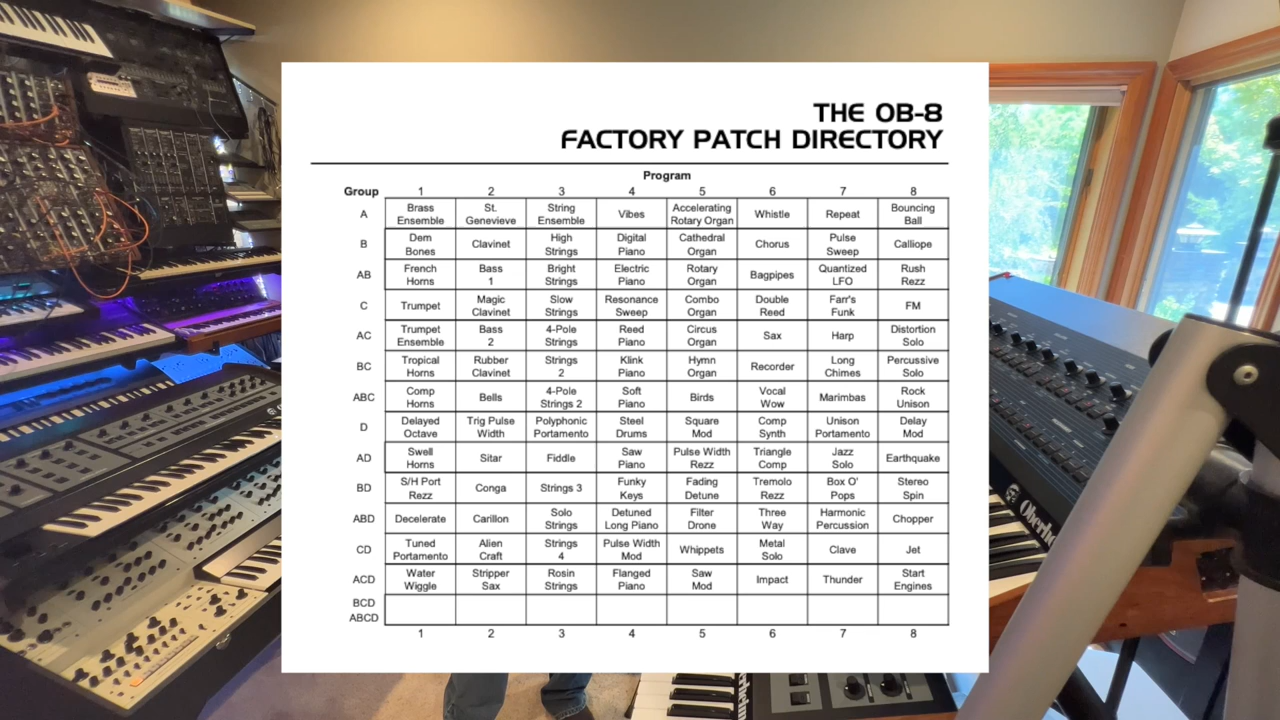 THE OB-8
FACTORY PATCH DIRECTORY
Program
Group 1 2 3 4 5 6 7 8
A Brass Ensemble St. Genevieve String Ensemble Vibes Accelerating Rotary Organ Whistle Repeat Bouncing Ball
B Dem Bones Clavinet High Strings Digital Piano Cathedral Organ Chorus Pulse Sweep Calliope
AB French Horns Bass 1 Bright Strings Electric Piano Rotary Organ Bagpipes Quantized LFO Rush Rezz
C Trumpet Magic Clavinet Slow Strings Resonance Sweep Combo Organ Double Reed Farr's Funk FM
AC Trumpet Ensemble Bass 2 4-Pole Strings Reed Piano Circus Organ Sax Harp Distortion Solo
BC Tropical Horns Rubber Clavinet Strings 2 Klink Piano Hymn Organ Recorder Long Chimes Percussive Solo
ABC Comp Horns Bells 4-Pole Strings 2 Soft Piano Birds Vocal Wow Marimbas Rock Unison
D Delayed Octave Trig Pulse Width Polyphonic Portamento Steel Drums Square Mod Comp Synth Unison Portamento Delay Mod
AD Swell Horns Sitar Fiddle Saw Piano Pulse Width Rezz Triangle Comp Jazz Solo Earthquake
BD S/H Port Rezz Conga Strings 3 Funky Keys Fading Detune Tremolo Rezz Box O' Pops Stereo Spin
ABD Decelerate Carillon Solo Strings Detuned Long Piano Filter Drone Three Way Harmonic Percussion Chopper
CD Tuned Portamento Alien Craft Strings 4 Pulse Width Mod Whippets Metal Solo Clave Jet
ACD Water Wiggle Stripper Sax Rosin Strings Flanged Piano Saw Mod Impact Thunder Start Engines
BCD
ABCD
1 2 3 4 5 6 7 8